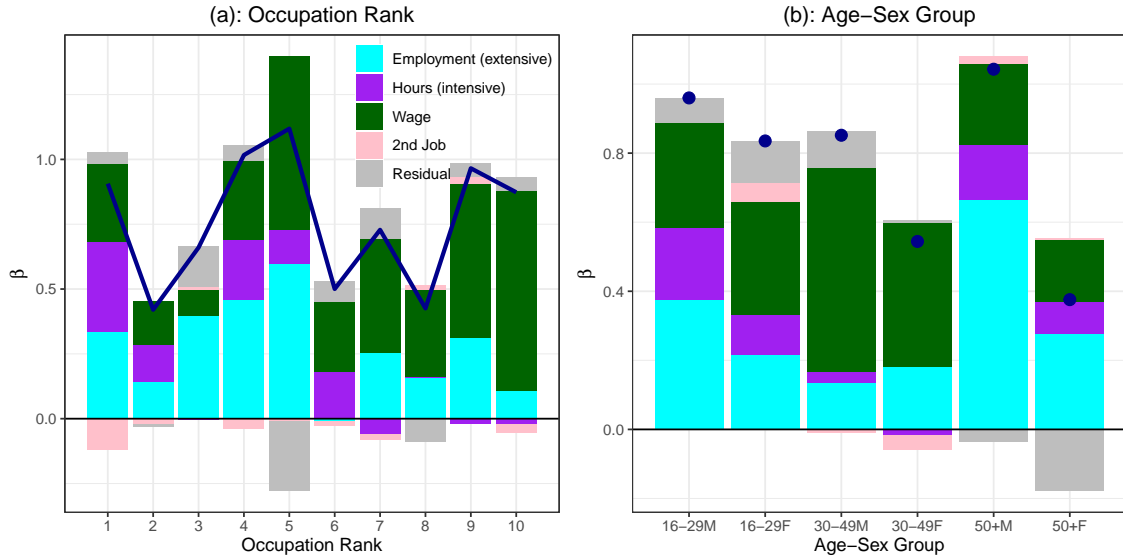 (a): Occupation Rank
Employment (extensive)
Hours (intensive)
Wage
2nd Job
Residual
β
1.0
0.5
0.0
1 2 3 4 5 6 7 8 9 10
Occupation Rank
(b): Age−Sex Group
β
0.8
0.4
0.0
16−29M 16−29F 30−49M 30−49F 50+M 50+F
Age−Sex Group